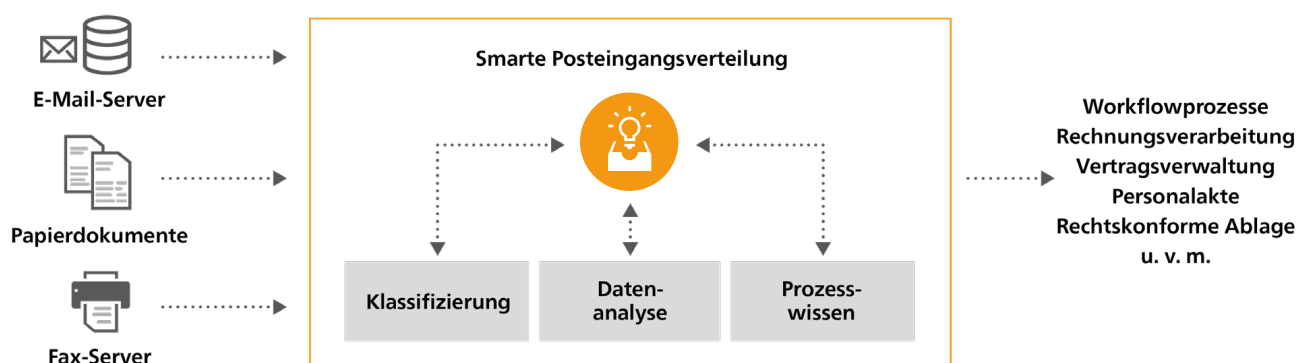 E-Mail-Server
Papierdokumente
Fax-Server
Smarte Posteingangsverteilung
Klassifizierung
Daten-
analyse
Prozess-
wissen
Workflowprozesse
Rechnungsverarbeitung
Vertragsverwaltung
Personalakte
Rechtskonforme Ablage
u. v. m.